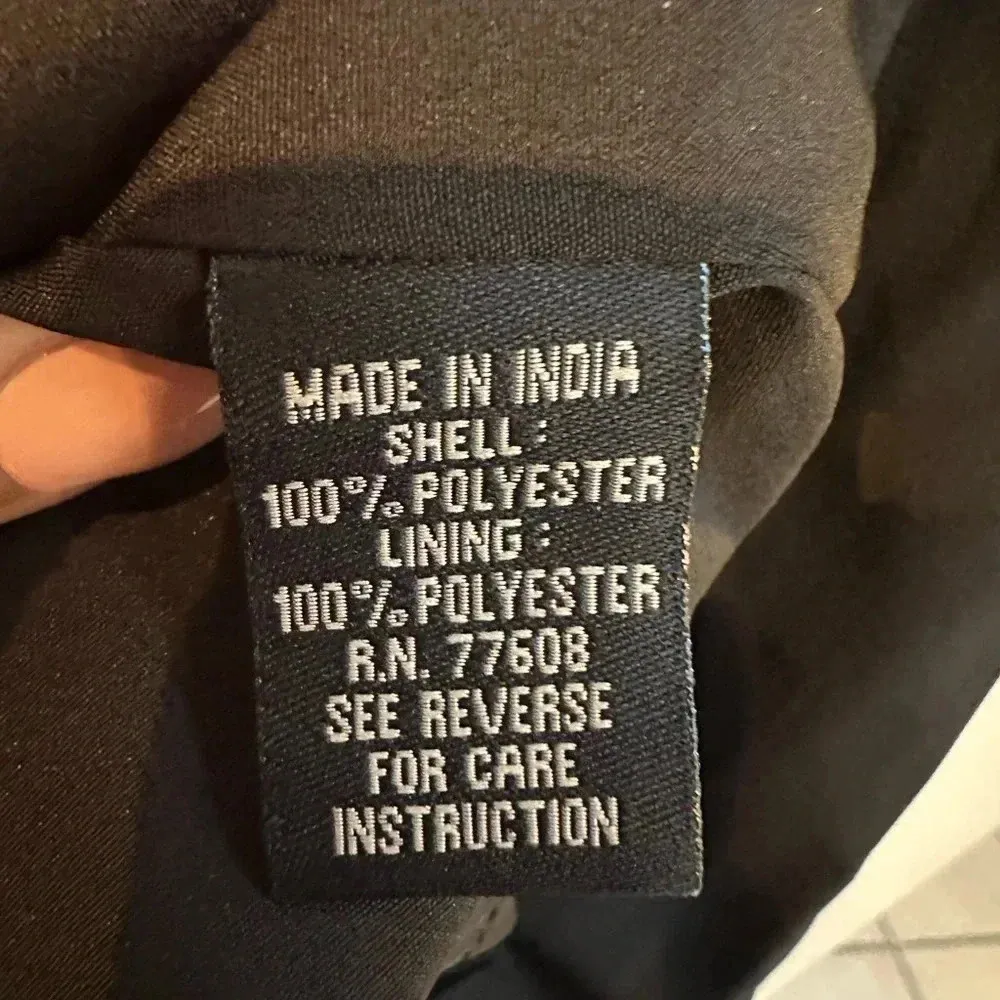 MADE IN INDIA
SHELL :
100% POLYESTER
LINING :
100% POLYESTER
R.N. 77608
SEE REVERSE
FOR CARE
INSTRUCTION